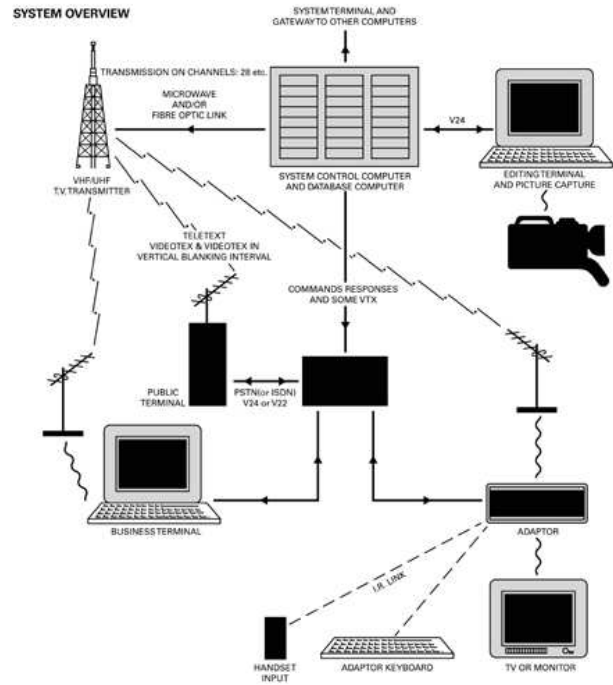 SYSTEM OVERVIEW
SYSTEM TERMINAL AND
GATEWAY TO OTHER COMPUTERS
TRANSMISSION ON CHANNELS: 28 etc.
MICROWAVE
AND/OR
FIBRE OPTIC LINK
V24
VHF/UHF
T.V. TRANSMITTER
SYSTEM CONTROL COMPUTER
AND DATABASE COMPUTER
EDITING TERMINAL
AND PICTURE CAPTURE
TELETEXT
VIDEOTEX & VIDEOTEX IN
VERTICAL BLANKING INTERVAL
COMMANDS RESPONSES
AND SOME VTX
PUBLIC
TERMINAL
PSTN(or ISDN)
V24 or V22
BUSINESS TERMINAL
ADAPTOR
I.R. LINK
HANDSET
INPUT
ADAPTOR KEYBOARD
TV OR MONITOR